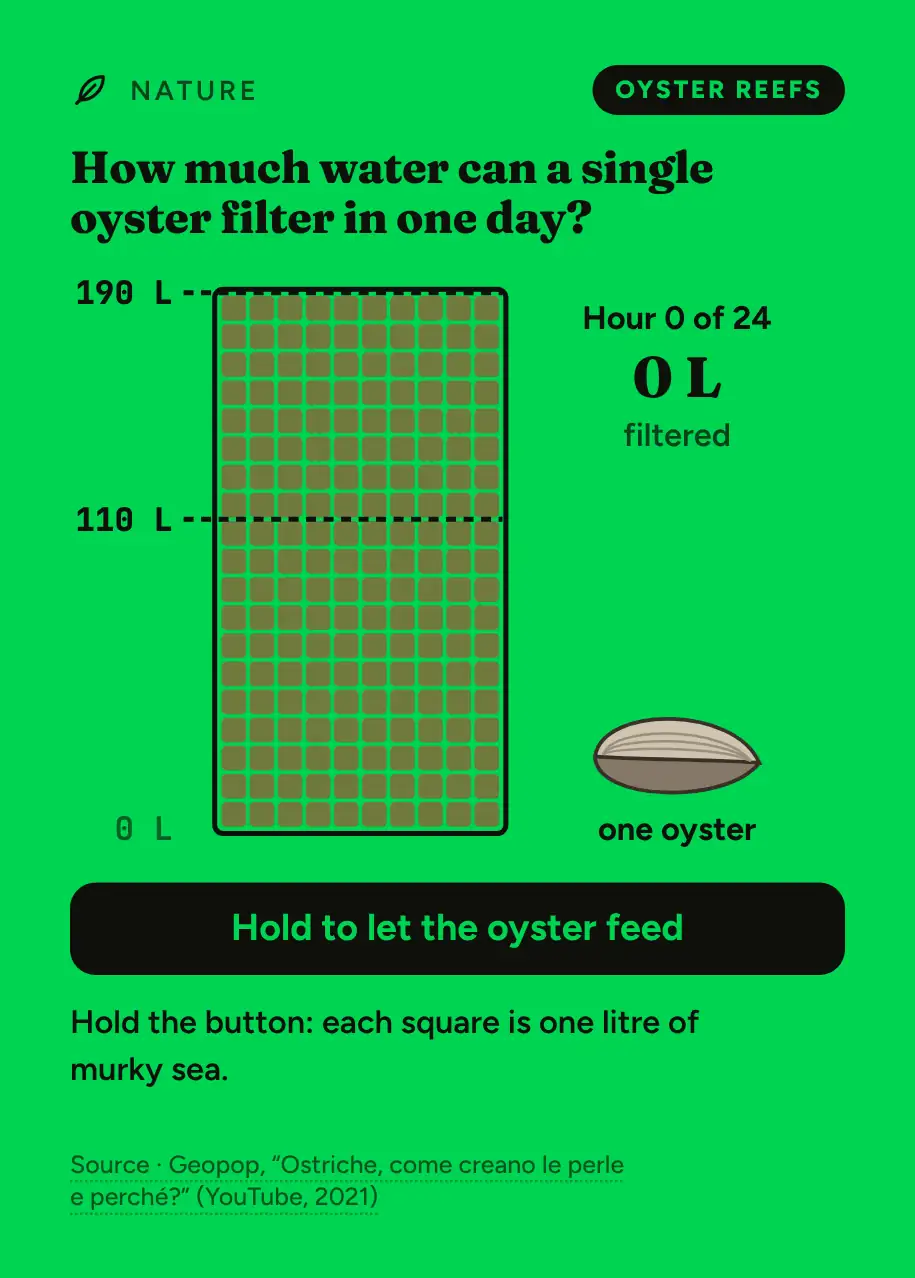 NATURE
OYSTER REEFS
How much water can a single
oyster filter in one day?
190 L
Hour 0 of 24
0 L
filtered
110 L
0 L
one oyster
Hold to let the oyster feed
Hold the button: each square is one litre of
murky sea.
Source · Geopop, “Ostriche, come creano le perle
e perché?” (YouTube, 2021)